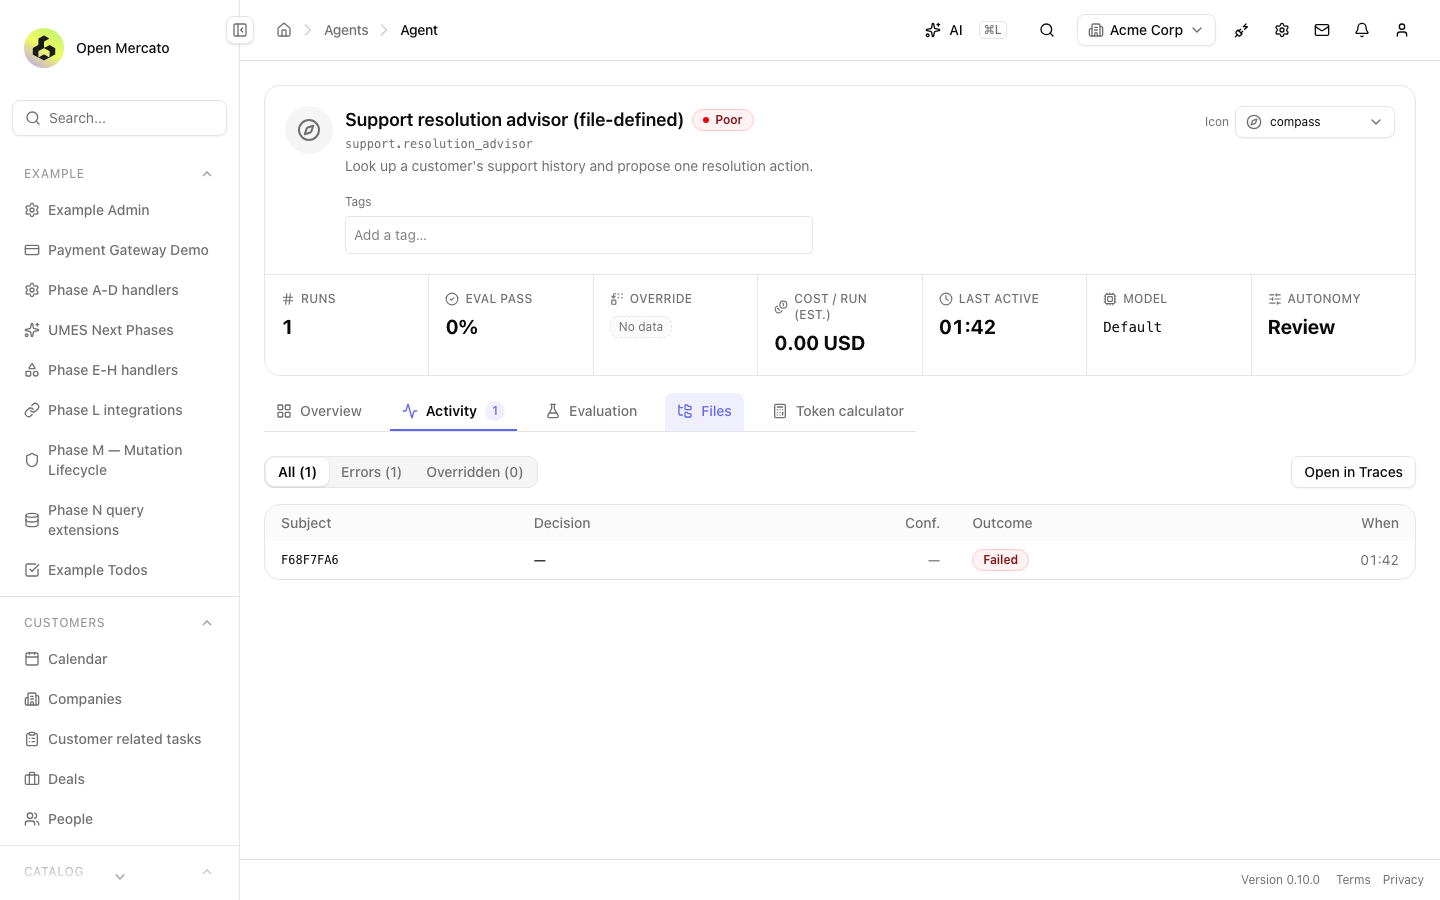 Open Mercato
Agents
Agent
AI
⌘L
Acme Corp
Search...
EXAMPLE
Example Admin
Payment Gateway Demo
Phase A-D handlers
UMES Next Phases
Phase E-H handlers
Phase L integrations
Phase M — Mutation
Lifecycle
Phase N query
extensions
Example Todos
CUSTOMERS
Calendar
Companies
Customer related tasks
Deals
People
CATALOG
Support resolution advisor (file-defined)
Poor
support.resolution_advisor
Look up a customer's support history and propose one resolution action.
Icon
compass
Tags
Add a tag...
RUNS
1
EVAL PASS
0%
OVERRIDE
No data
COST / RUN
(EST.)
0.00 USD
LAST ACTIVE
01:42
MODEL
Default
AUTONOMY
Review
Overview
Activity 1
Evaluation
Files
Token calculator
All (1)
Errors (1)
Overridden (0)
Open in Traces
Subject Decision Conf. Outcome When
F68F7FA6 — — Failed 01:42
Version 0.10.0 Terms Privacy